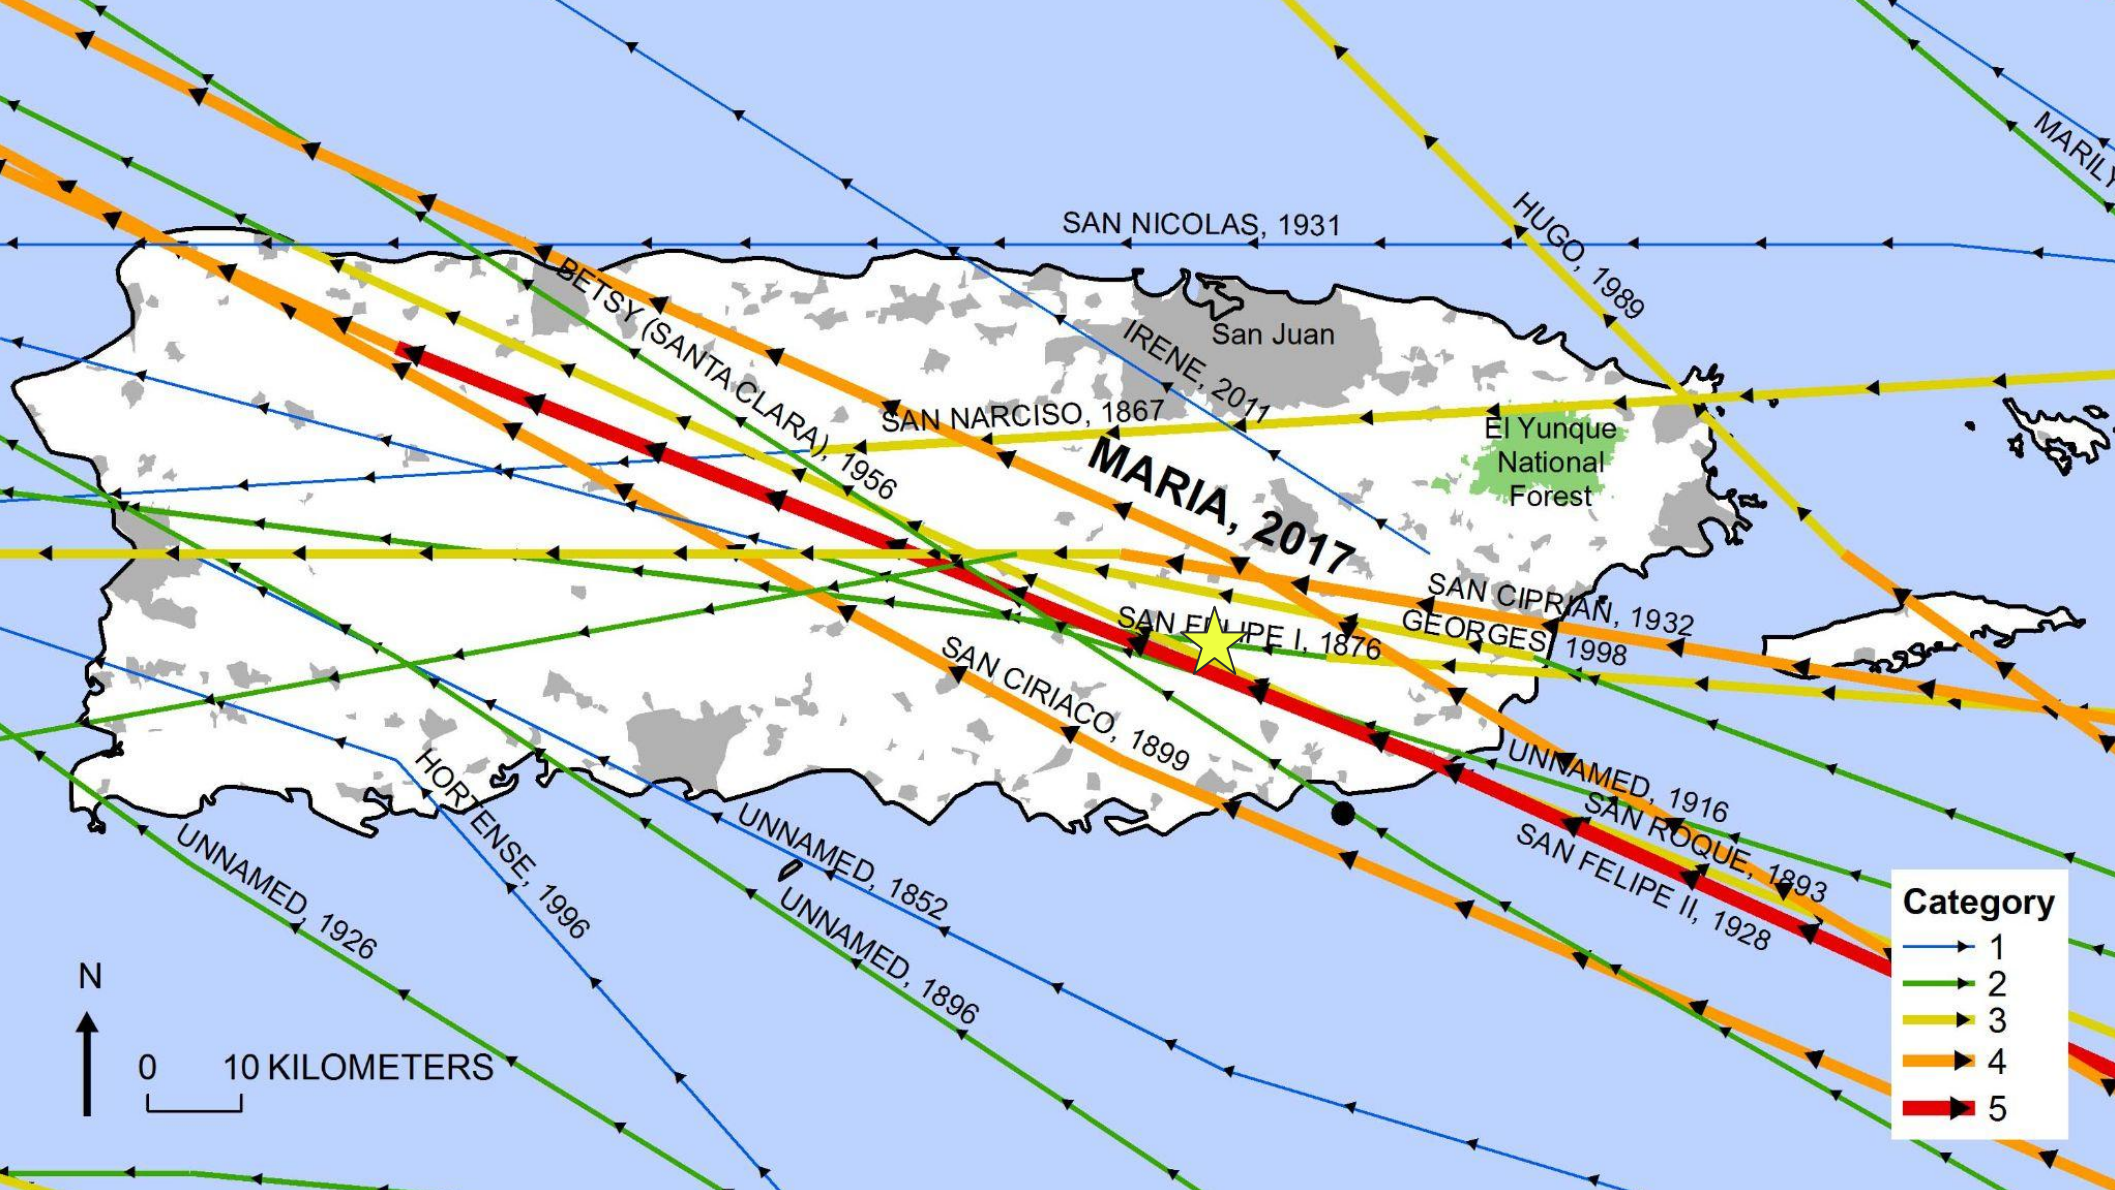 MARILY
SAN NICOLAS, 1931
HUGO, 1989
BETSY (SANTA CLARA), 1956
San Juan
IRENE, 2011
SAN NARCISO, 1867
El Yunque
National
Forest
MARIA, 2017
SAN CIPRIAN, 1932
SAN FELIPE I, 1876
GEORGES, 1998
SAN CIRIACO, 1899
UNNAMED, 1916
SAN ROQUE, 1893
SAN FELIPE II, 1928
HORTENSE, 1996
UNNAMED, 1852
UNNAMED, 1926
UNNAMED, 1896
N
0 10 KILOMETERS
Category
1
2
3
4
5